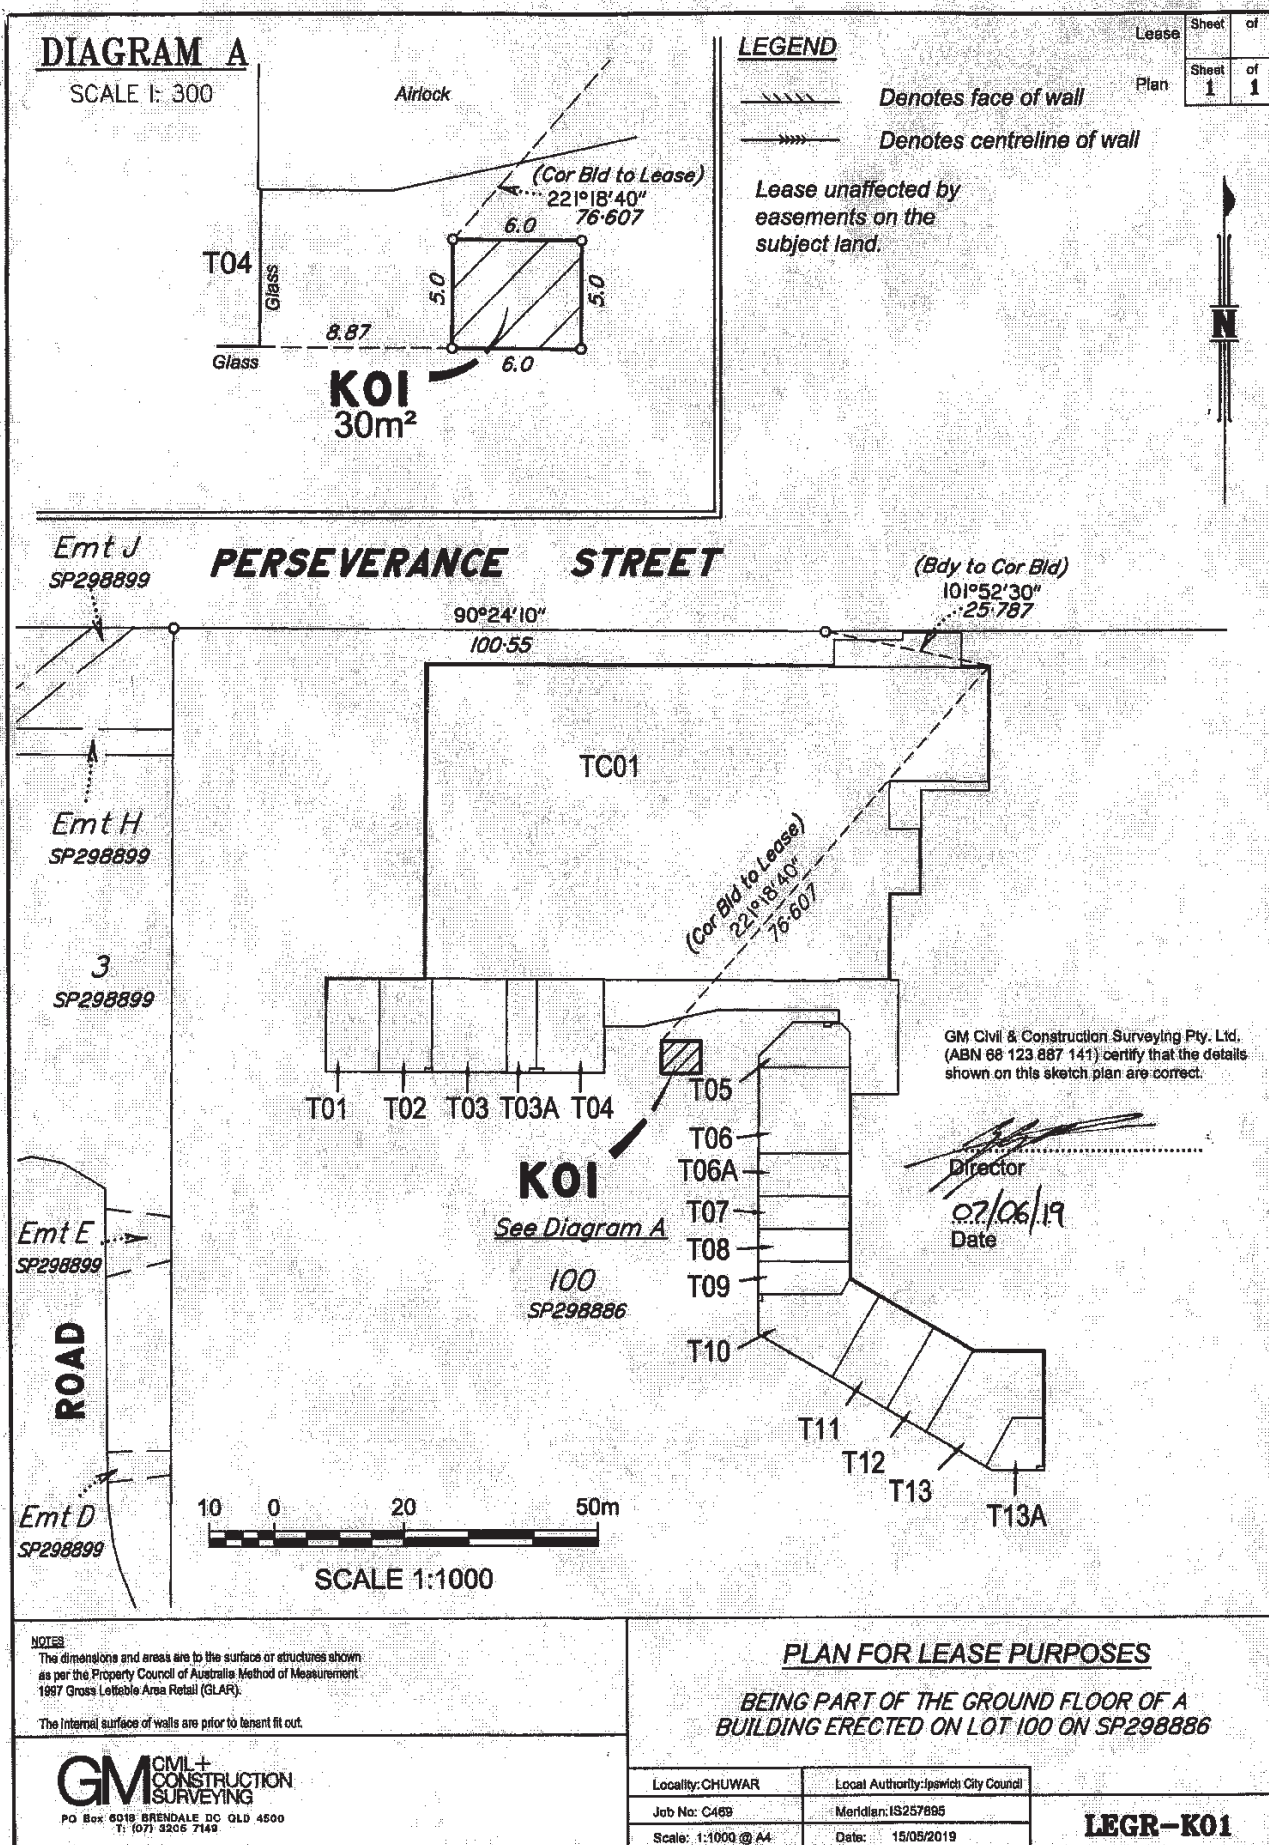 DIAGRAM A
SCALE 1: 300
Airlock
(Cor Bld to Lease)
221°18'40"
76·607
6.0
T04
Glass
5.0
5.0
8.87
Glass
6.0
K01
30m²
LEGEND
Denotes face of wall
Denotes centreline of wall
Lease unaffected by
easements on the
subject land.
Lease
Sheet of
Plan
Sheet of
1 1
N
Emt J
SP298899
PERSEVERANCE STREET
(Bdy to Cor Bld)
101°52'30"
25·787
90°24'10"
100·55
TC01
Emt H
SP298899
(Cor Bld to Lease)
221°18'40"
76·607
3
SP298899
GM Civil & Construction Surveying Pty. Ltd.
(ABN 68 123 887 141) certify that the details
shown on this sketch plan are correct.
T01 T02 T03 T03A T04
T05
T06
T06A
T07
T08
T09
T10
T11
T12
T13
T13A
K01
See Diagram A
100
SP298886
Director
07/06/19
Date
Emt E
SP298899
ROAD
Emt D
SP298899
10 0 20 50m
SCALE 1:1000
NOTES
The dimensions and areas are to the surface or structures shown
as per the Property Council of Australia Method of Measurement
1997 Gross Lettable Area Retail (GLAR).
The internal surface of walls are prior to tenant fit out.
GM CIVIL+
CONSTRUCTION
SURVEYING
PO Box 6018 BRENDALE DC QLD 4500
T: (07) 3205 7149
PLAN FOR LEASE PURPOSES
BEING PART OF THE GROUND FLOOR OF A
BUILDING ERECTED ON LOT 100 ON SP298886
Locality: CHUWAR
Local Authority: Ipswich City Council
Job No: C469
Meridian: IS257895
Scale: 1:1000 @ A4
Date: 15/05/2019
LEGR-K01